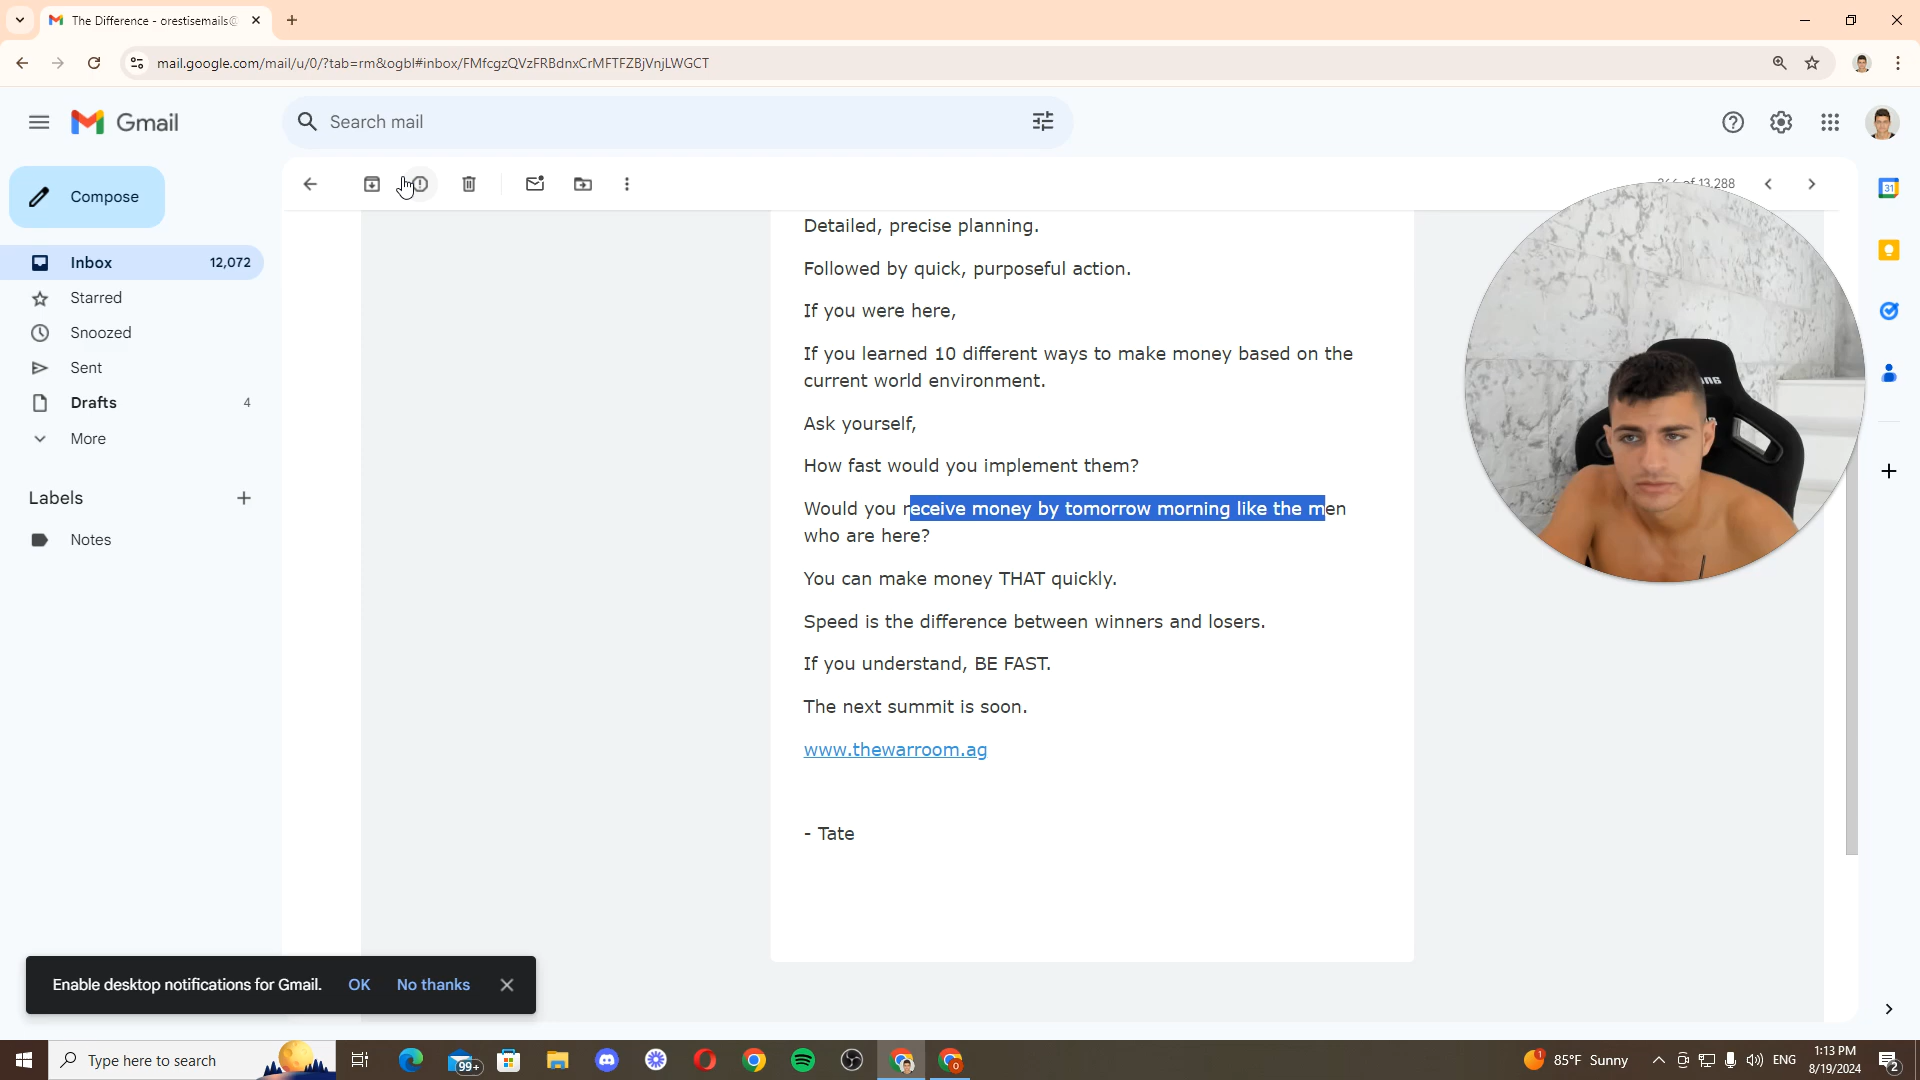 The Difference - orestisemails@
mail.google.com/mail/u/0/?tab=rm&ogbl#inbox/FMfcgzQVzFRBdnxCrMFTFZBjVnjLWGCT
Gmail
Search mail
Compose
of 13,288
Inbox 12,072
Starred
Snoozed
Sent
Drafts 4
More
Labels
Notes
31
Detailed, precise planning.
Followed by quick, purposeful action.
If you were here,
If you learned 10 different ways to make money based on the
current world environment.
Ask yourself,
How fast would you implement them?
Would you receive money by tomorrow morning like the men
who are here?
You can make money THAT quickly.
Speed is the difference between winners and losers.
If you understand, BE FAST.
The next summit is soon.
www.thewarroom.ag
- Tate
Enable desktop notifications for Gmail. OK No thanks
Type here to search
99+
85°F Sunny
ENG
1:13 PM
8/19/2024
2